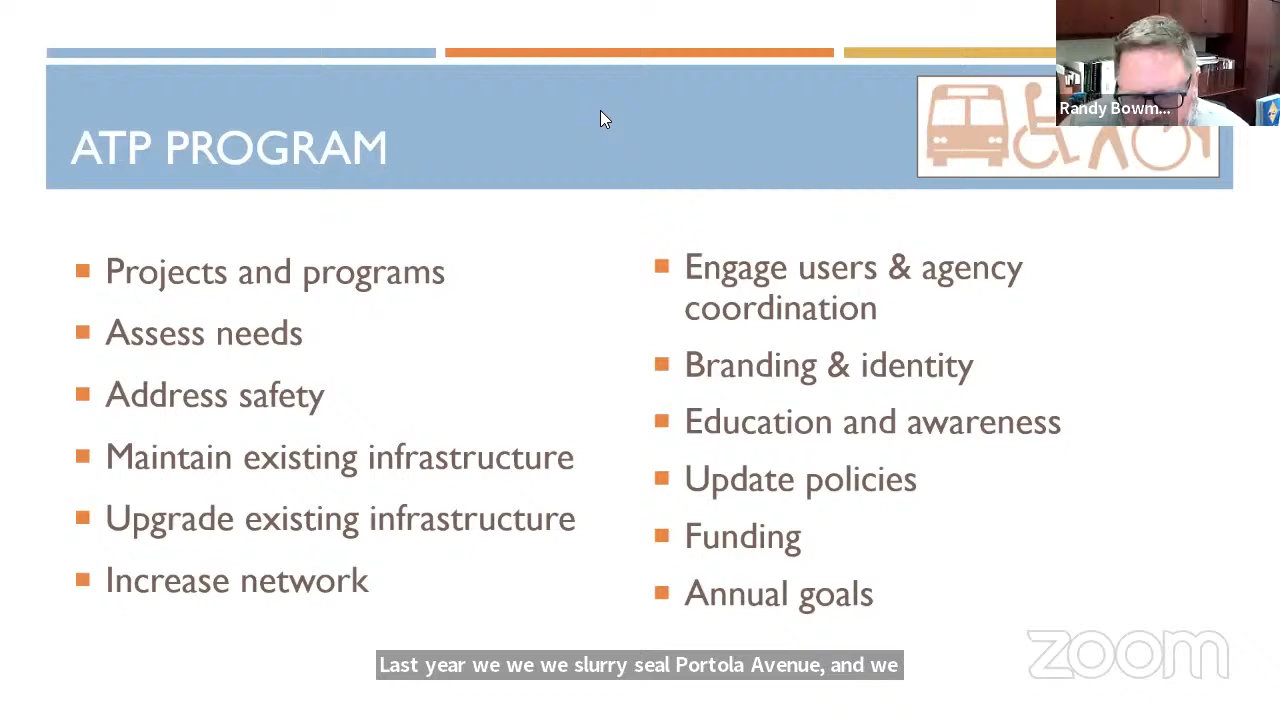 Randy Bowm...
ATP PROGRAM
Projects and programs
Assess needs
Address safety
Maintain existing infrastructure
Upgrade existing infrastructure
Increase network
Engage users & agency
coordination
Branding & identity
Education and awareness
Update policies
Funding
Annual goals
Last year we we we slurry seal Portola Avenue, and we
zoom